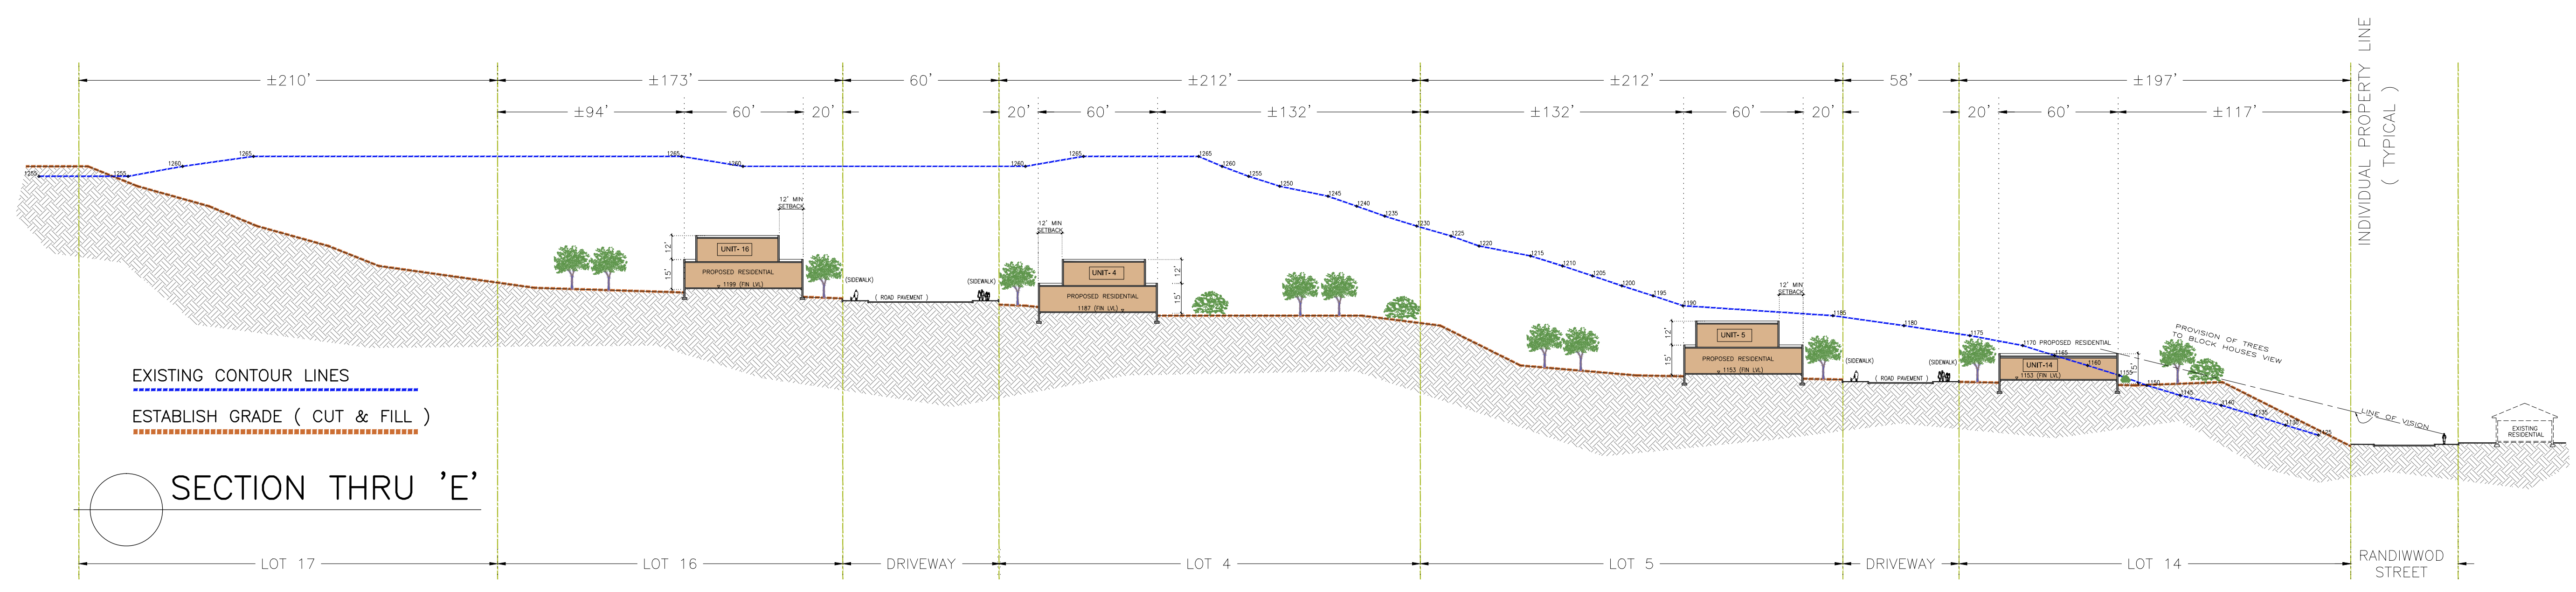 ±210'
±173'
60'
±212'
±212'
58'
±197'
INDIVIDUAL PROPERTY LINE
( TYPICAL )
±94'
60'
20'
20'
60'
±132'
±132'
60'
20'
20'
60'
±117'
1255
1255
1260
1265
1265
1260
1260
1265
1265
1260
1255
1250
1245
1240
1235
1230
1225
1220
1215
1210
1205
1200
1195
1190
1185
1180
1175
1170
1165
1160
1155
1150
1145
1140
1135
1130
1125
12' MIN
SETBACK
12'
15'
UNIT- 16
PROPOSED RESIDENTIAL
1199 (FIN LVL)
(SIDEWALK)
( ROAD PAVEMENT )
(SIDEWALK)
12' MIN
SETBACK
UNIT- 4
PROPOSED RESIDENTIAL
1187 (FIN LVL)
12'
15'
12' MIN
SETBACK
12'
15'
UNIT- 5
PROPOSED RESIDENTIAL
1153 (FIN LVL)
(SIDEWALK)
( ROAD PAVEMENT )
(SIDEWALK)
PROPOSED RESIDENTIAL
UNIT-14
1153 (FIN LVL)
15'
PROVISION OF TREES
TO BLOCK HOUSES VIEW
LINE OF VISION
EXISTING
RESIDENTIAL
EXISTING CONTOUR LINES
ESTABLISH GRADE ( CUT & FILL )
SECTION THRU 'E'
LOT 17
LOT 16
DRIVEWAY
LOT 4
LOT 5
DRIVEWAY
LOT 14
RANDIWWOD
STREET